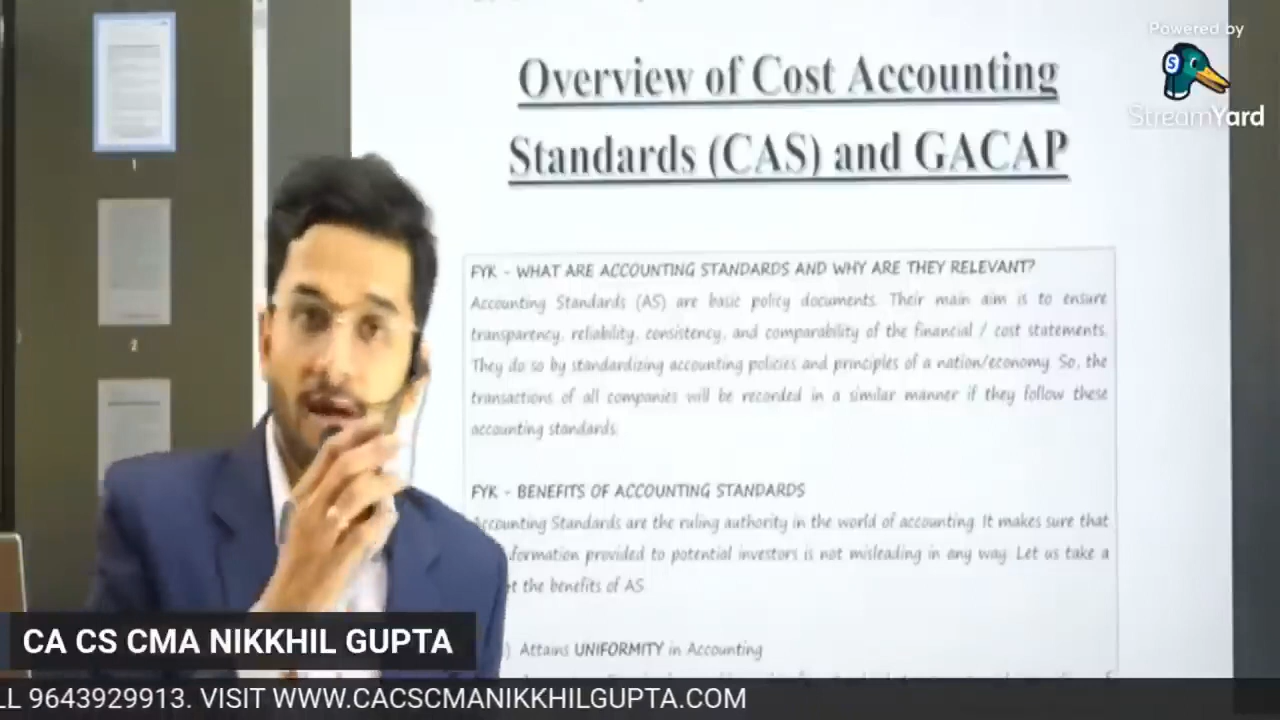 Powered by
StreamYard
Overview of Cost Accounting
Standards (CAS) and GACAP
1
2
FYK - WHAT ARE ACCOUNTING STANDARDS AND WHY ARE THEY RELEVANT?
Accounting Standards (AS) are basic policy documents. Their main aim is to ensure
transparency, reliability, consistency, and comparability of the financial / cost statements.
They do so by standardizing accounting policies and principles of a nation/economy. So, the
transactions of all companies will be recorded in a similar manner if they follow these
accounting standards.
FYK - BENEFITS OF ACCOUNTING STANDARDS
Accounting Standards are the ruling authority in the world of accounting. It makes sure that
formation provided to potential investors is not misleading in any way. Let us take a
the benefits of AS
) Attains UNIFORMITY in Accounting
CA CS CMA NIKKHIL GUPTA
LL 9643929913. VISIT WWW.CACSCMANIKKHILGUPTA.COM